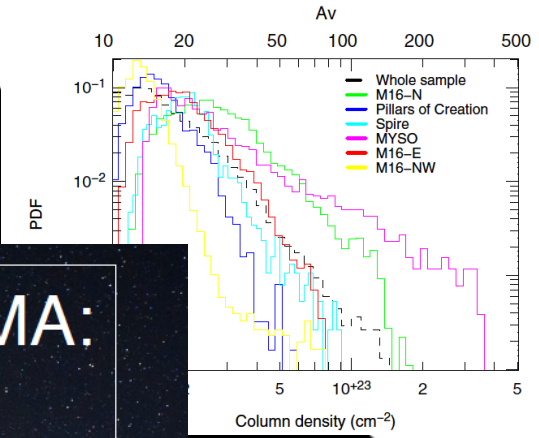 Av
10 20 50 100 200 500
10⁻¹
10⁻²
PDF
Whole sample
M16−N
Pillars of Creation
Spire
MYSO
M16−E
M16−NW
MA:
2 5 10⁺²³ 2 5
Column density (cm⁻²)